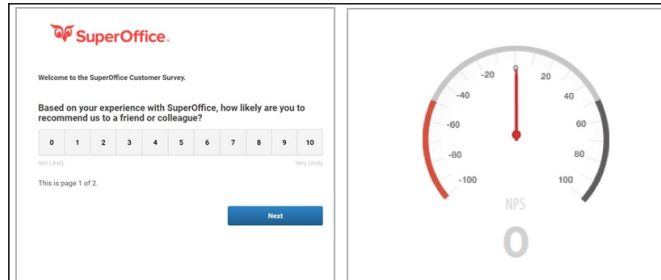 SuperOffice.
Welcome to the SuperOffice Customer Survey.
Based on your experience with SuperOffice, how likely are you to
recommend us to a friend or colleague?
0 1 2 3 4 5 6 7 8 9 10
Not Likely Very Likely
This is page 1 of 2.
Next
0
-20 20
-40 40
-60 60
-80 80
-100 100
NPS
0